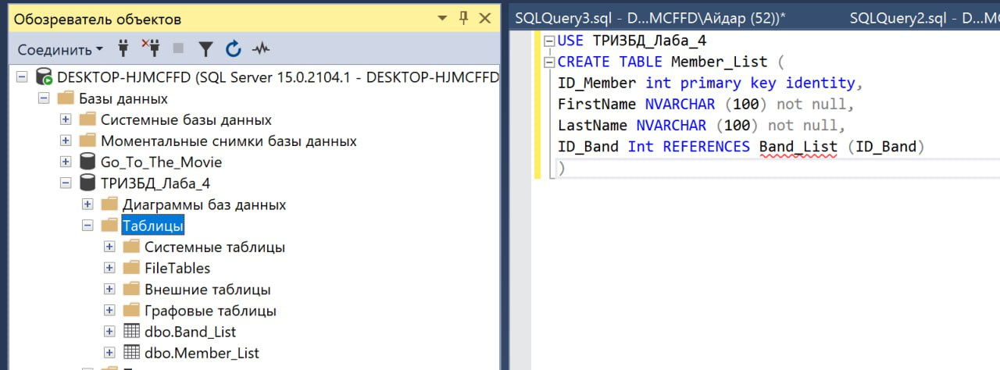 Обозреватель объектов
Соединить
DESKTOP-HJMCFFD (SQL Server 15.0.2104.1 - DESKTOP-HJMCFFD
Базы данных
Системные базы данных
Моментальные снимки базы данных
Go_To_The_Movie
ТРИЗБД_Лаба_4
Диаграммы баз данных
Таблицы
Системные таблицы
FileTables
Внешние таблицы
Графовые таблицы
dbo.Band_List
dbo.Member_List
SQLQuery3.sql - D...MCFFD\Айдар (52))*
SQLQuery2.sql - D...M
USE ТРИЗБД_Лаба_4
CREATE TABLE Member_List (
ID_Member int primary key identity,
FirstName NVARCHAR (100) not null,
LastName NVARCHAR (100) not null,
ID_Band Int REFERENCES Band_List (ID_Band)
)